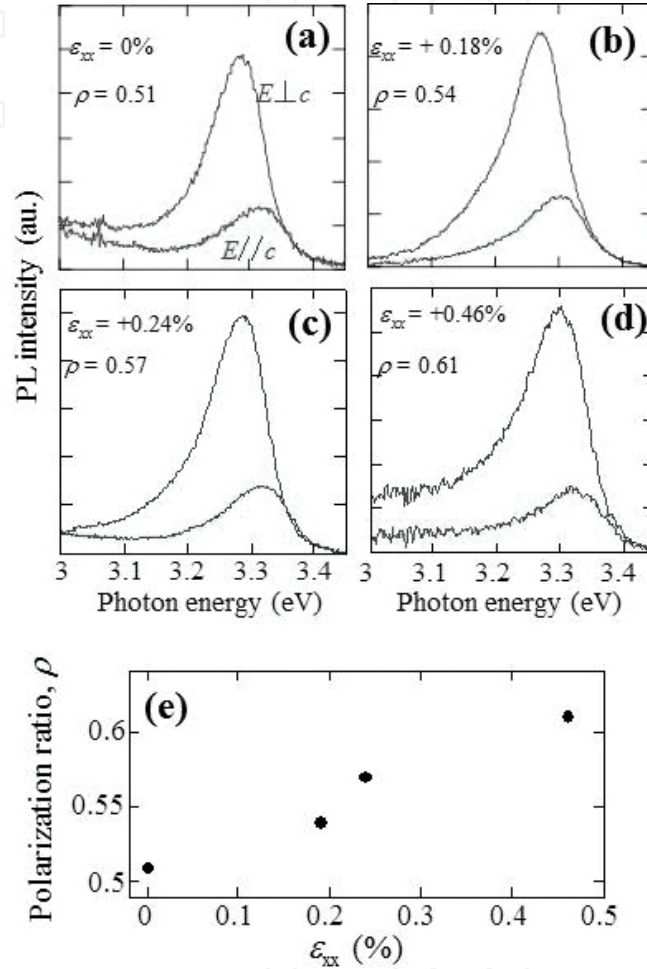 (a)
ε_xx = 0%
ρ = 0.51
E⊥c
E//c
(b)
ε_xx = + 0.18%
ρ = 0.54
(c)
ε_xx = +0.24%
ρ = 0.57
(d)
ε_xx = +0.46%
ρ = 0.61
PL intensity (au.)
3 3.1 3.2 3.3 3.4
3 3.1 3.2 3.3 3.4
Photon energy (eV)
Photon energy (eV)
(e)
Polarization ratio, ρ
0.6
0.55
0.5
0 0.1 0.2 0.3 0.4 0.5
ε_xx (%)